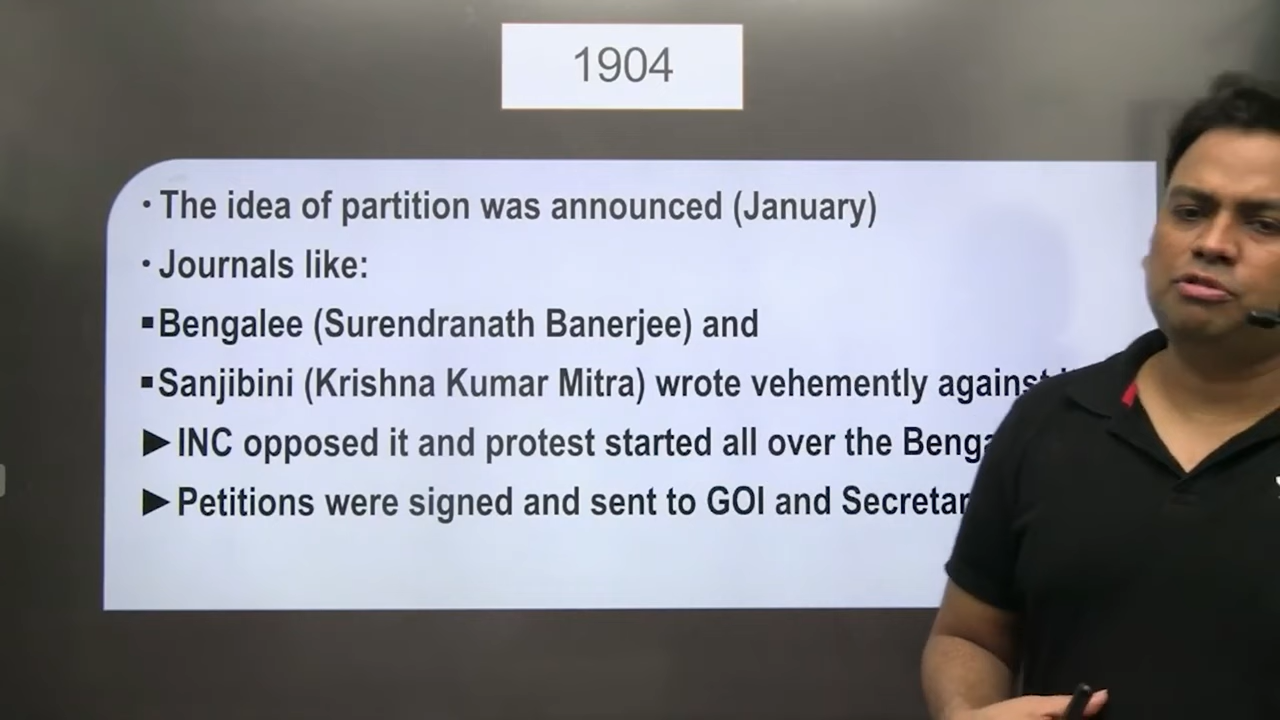 1904
• The idea of partition was announced (January)
• Journals like:
▪ Bengalee (Surendranath Banerjee) and
▪ Sanjibini (Krishna Kumar Mitra) wrote vehemently against
► INC opposed it and protest started all over the
► Petitions were signed and sent to GOI and